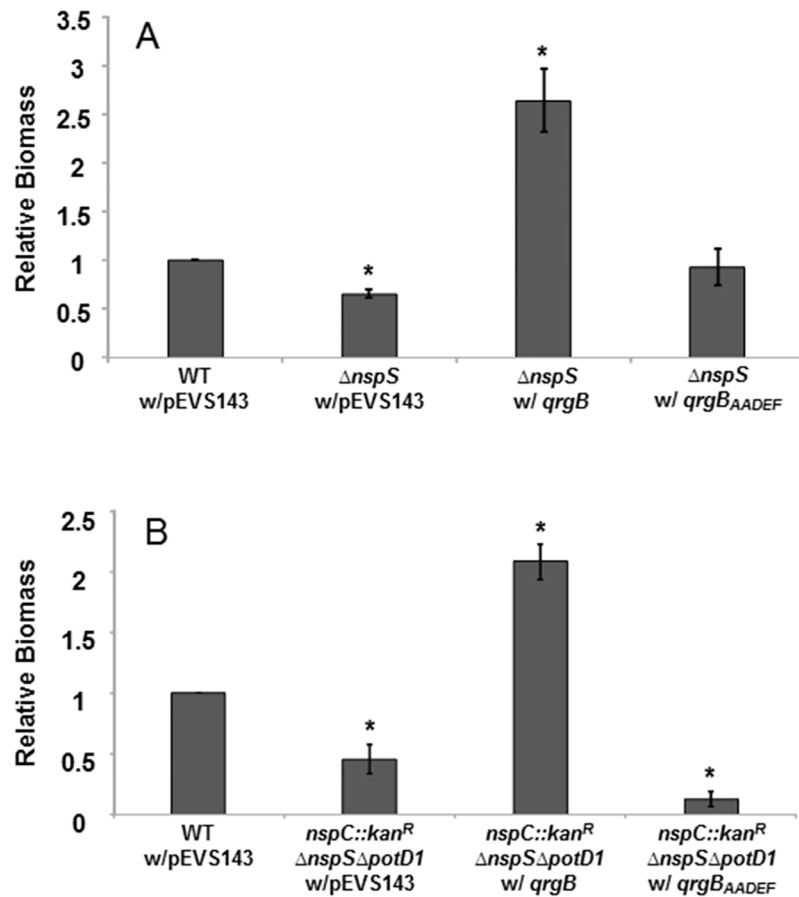 A
Relative Biomass
3.5
3
2.5
2
1.5
1
0.5
0
*
*
WT
w/pEVS143
ΔnspS
w/pEVS143
ΔnspS
w/ qrgB
ΔnspS
w/ qrgBAADEF
B
Relative Biomass
2.5
2
1.5
1
0.5
0
*
*
*
WT
w/pEVS143
nspC::kanR
ΔnspSΔpotD1
w/pEVS143
nspC::kanR
ΔnspSΔpotD1
w/ qrgB
nspC::kanR
ΔnspSΔpotD1
w/ qrgBAADEF